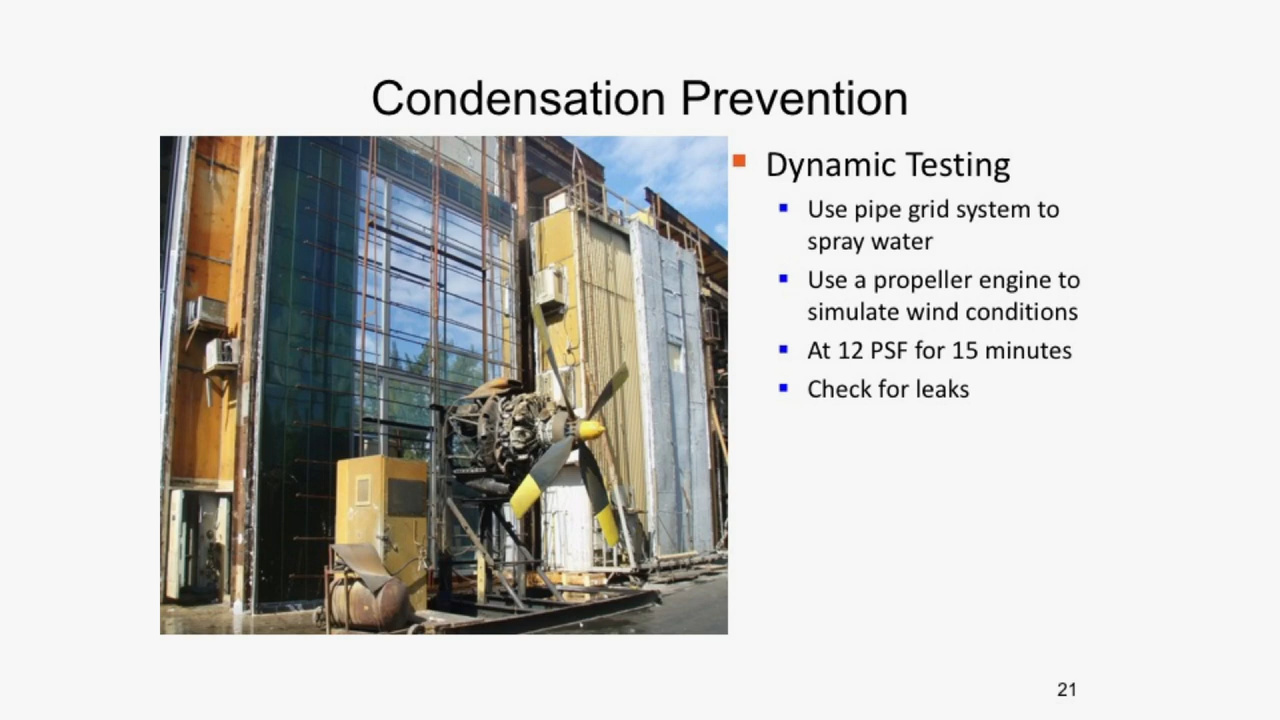 Condensation Prevention
Dynamic Testing
Use pipe grid system to
spray water
Use a propeller engine to
simulate wind conditions
At 12 PSF for 15 minutes
Check for leaks
21